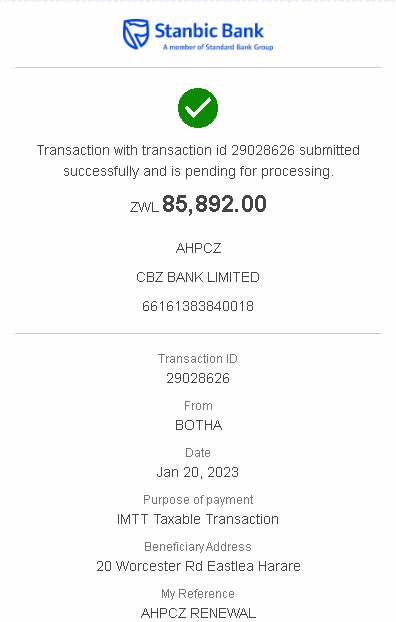 Stanbic Bank
A member of Standard Bank Group
Transaction with transaction id 29028626 submitted
successfully and is pending for processing.
ZWL 85,892.00
AHPCZ
CBZ BANK LIMITED
66161383840018
Transaction ID
29028626
From
BOTHA
Date
Jan 20, 2023
Purpose of payment
IMTT Taxable Transaction
Beneficiary Address
20 Worcester Rd Eastlea Harare
My Reference
AHPCZ RENEWAL